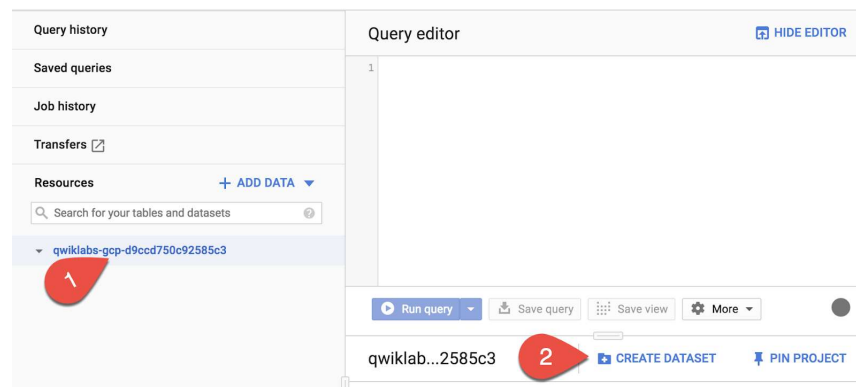 Query history
Saved queries
Job history
Transfers
Resources
+ ADD DATA
Search for your tables and datasets
qwiklabs-gcp-d9ccd750c92585c3
1
Query editor
HIDE EDITOR
1
Run query
Save query
Save view
More
qwiklab...2585c3
2
CREATE DATASET
PIN PROJECT